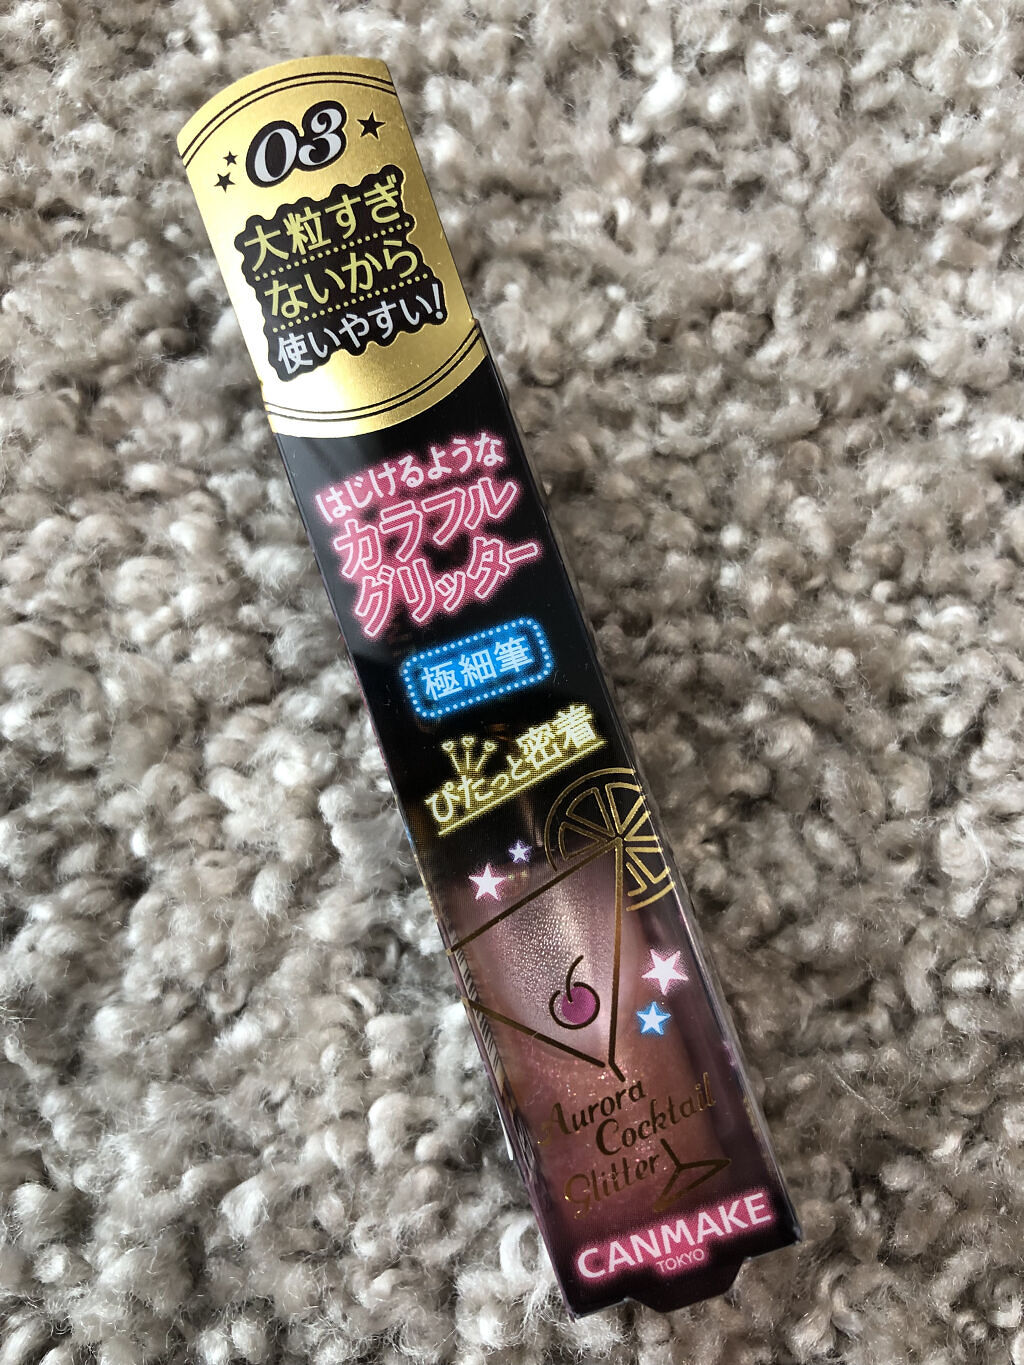 03
大粒すぎ
ないから
使いやすい!
はじけるような
カラフル
グリッター
極細筆
ぴたっと密着
Aurora
Cocktail
Glitter
CANMAKE
TOKYO